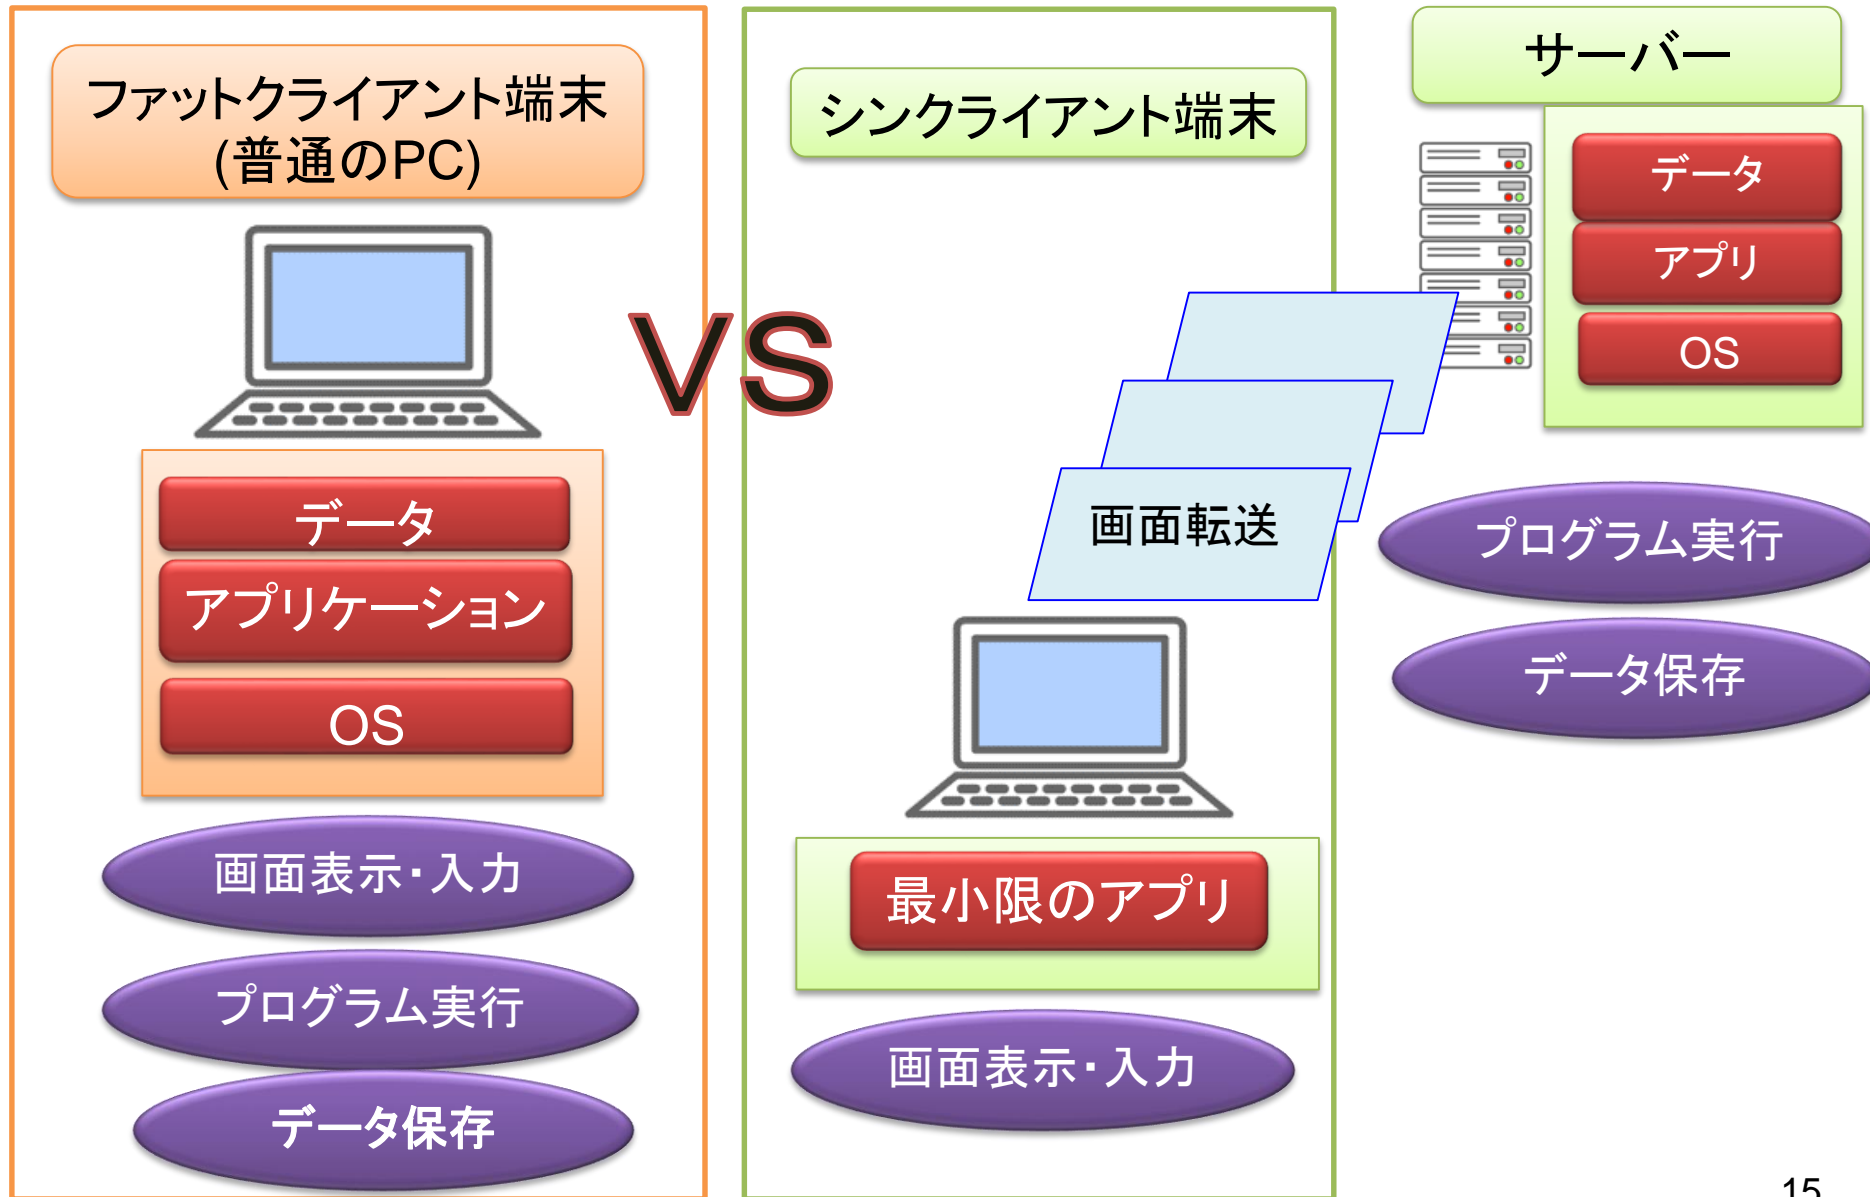 ファットクライアント端末
(普通のPC)
データ
アプリケーション
OS
画面表示・入力
プログラム実行
データ保存
VS
シンクライアント端末
画面転送
最小限のアプリ
画面表示・入力
サーバー
データ
アプリ
OS
プログラム実行
データ保存
15